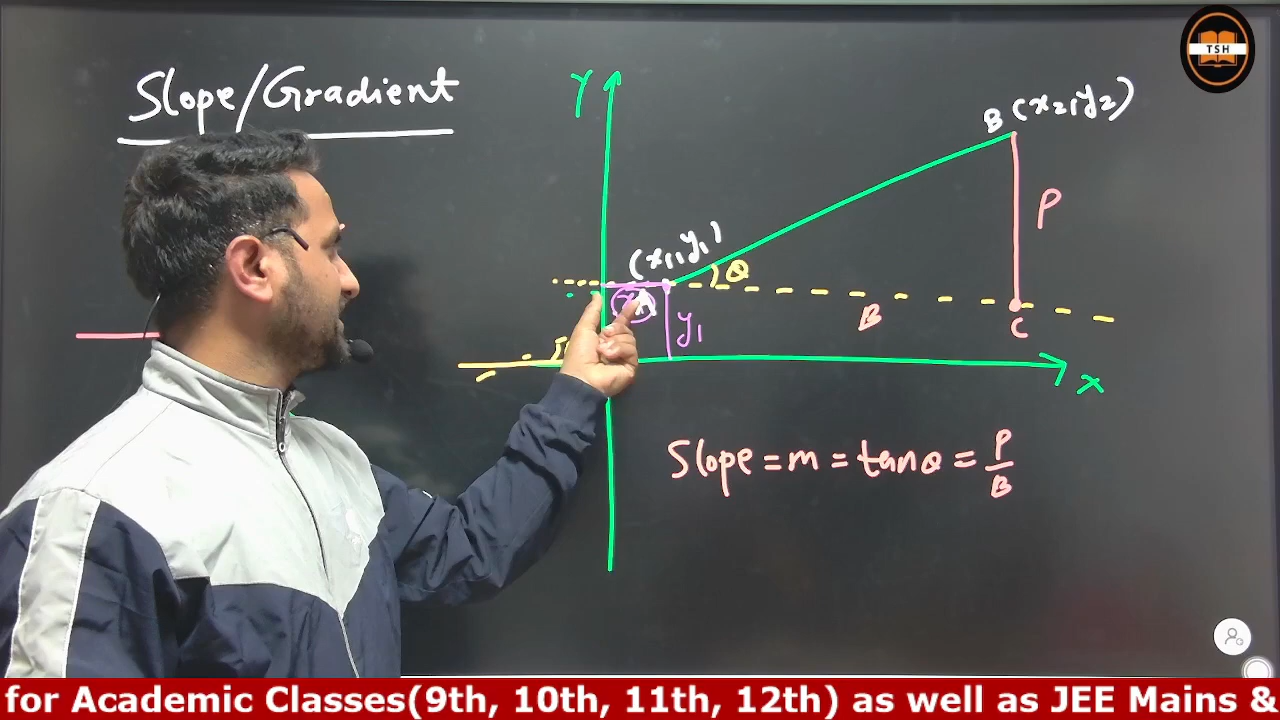 TSH
Slope/Gradient
Y
B (x₂, y₂)
P
(x₁, y₁)
θ
B
C
y₁
x
Slope = m = tanθ = P/B
for Academic Classes(9th, 10th, 11th, 12th) as well as JEE Mains &